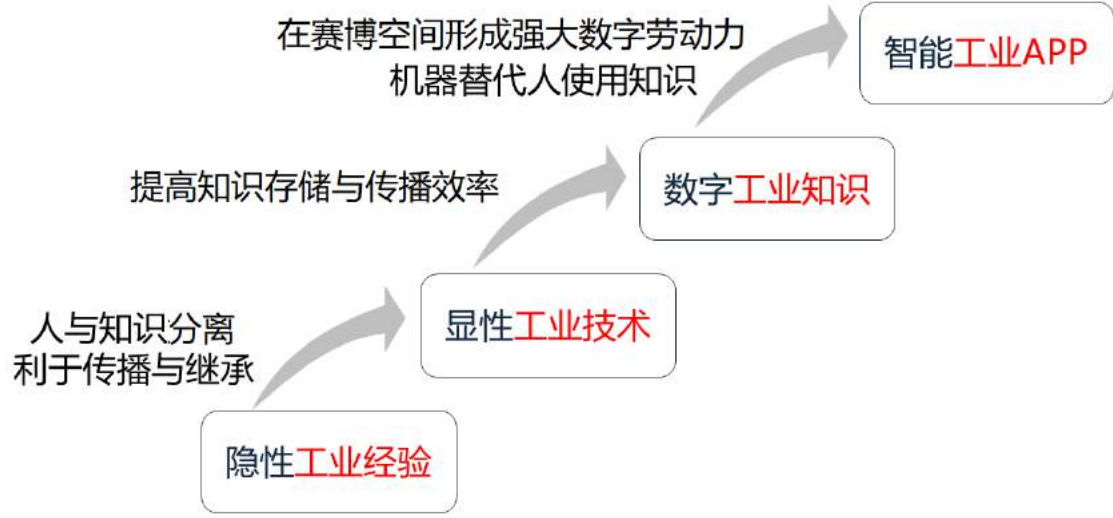 在赛博空间形成强大数字劳动力
机器替代人使用知识
智能工业APP
提高知识存储与传播效率
数字工业知识
人与知识分离
利于传播与继承
显性工业技术
隐性工业经验